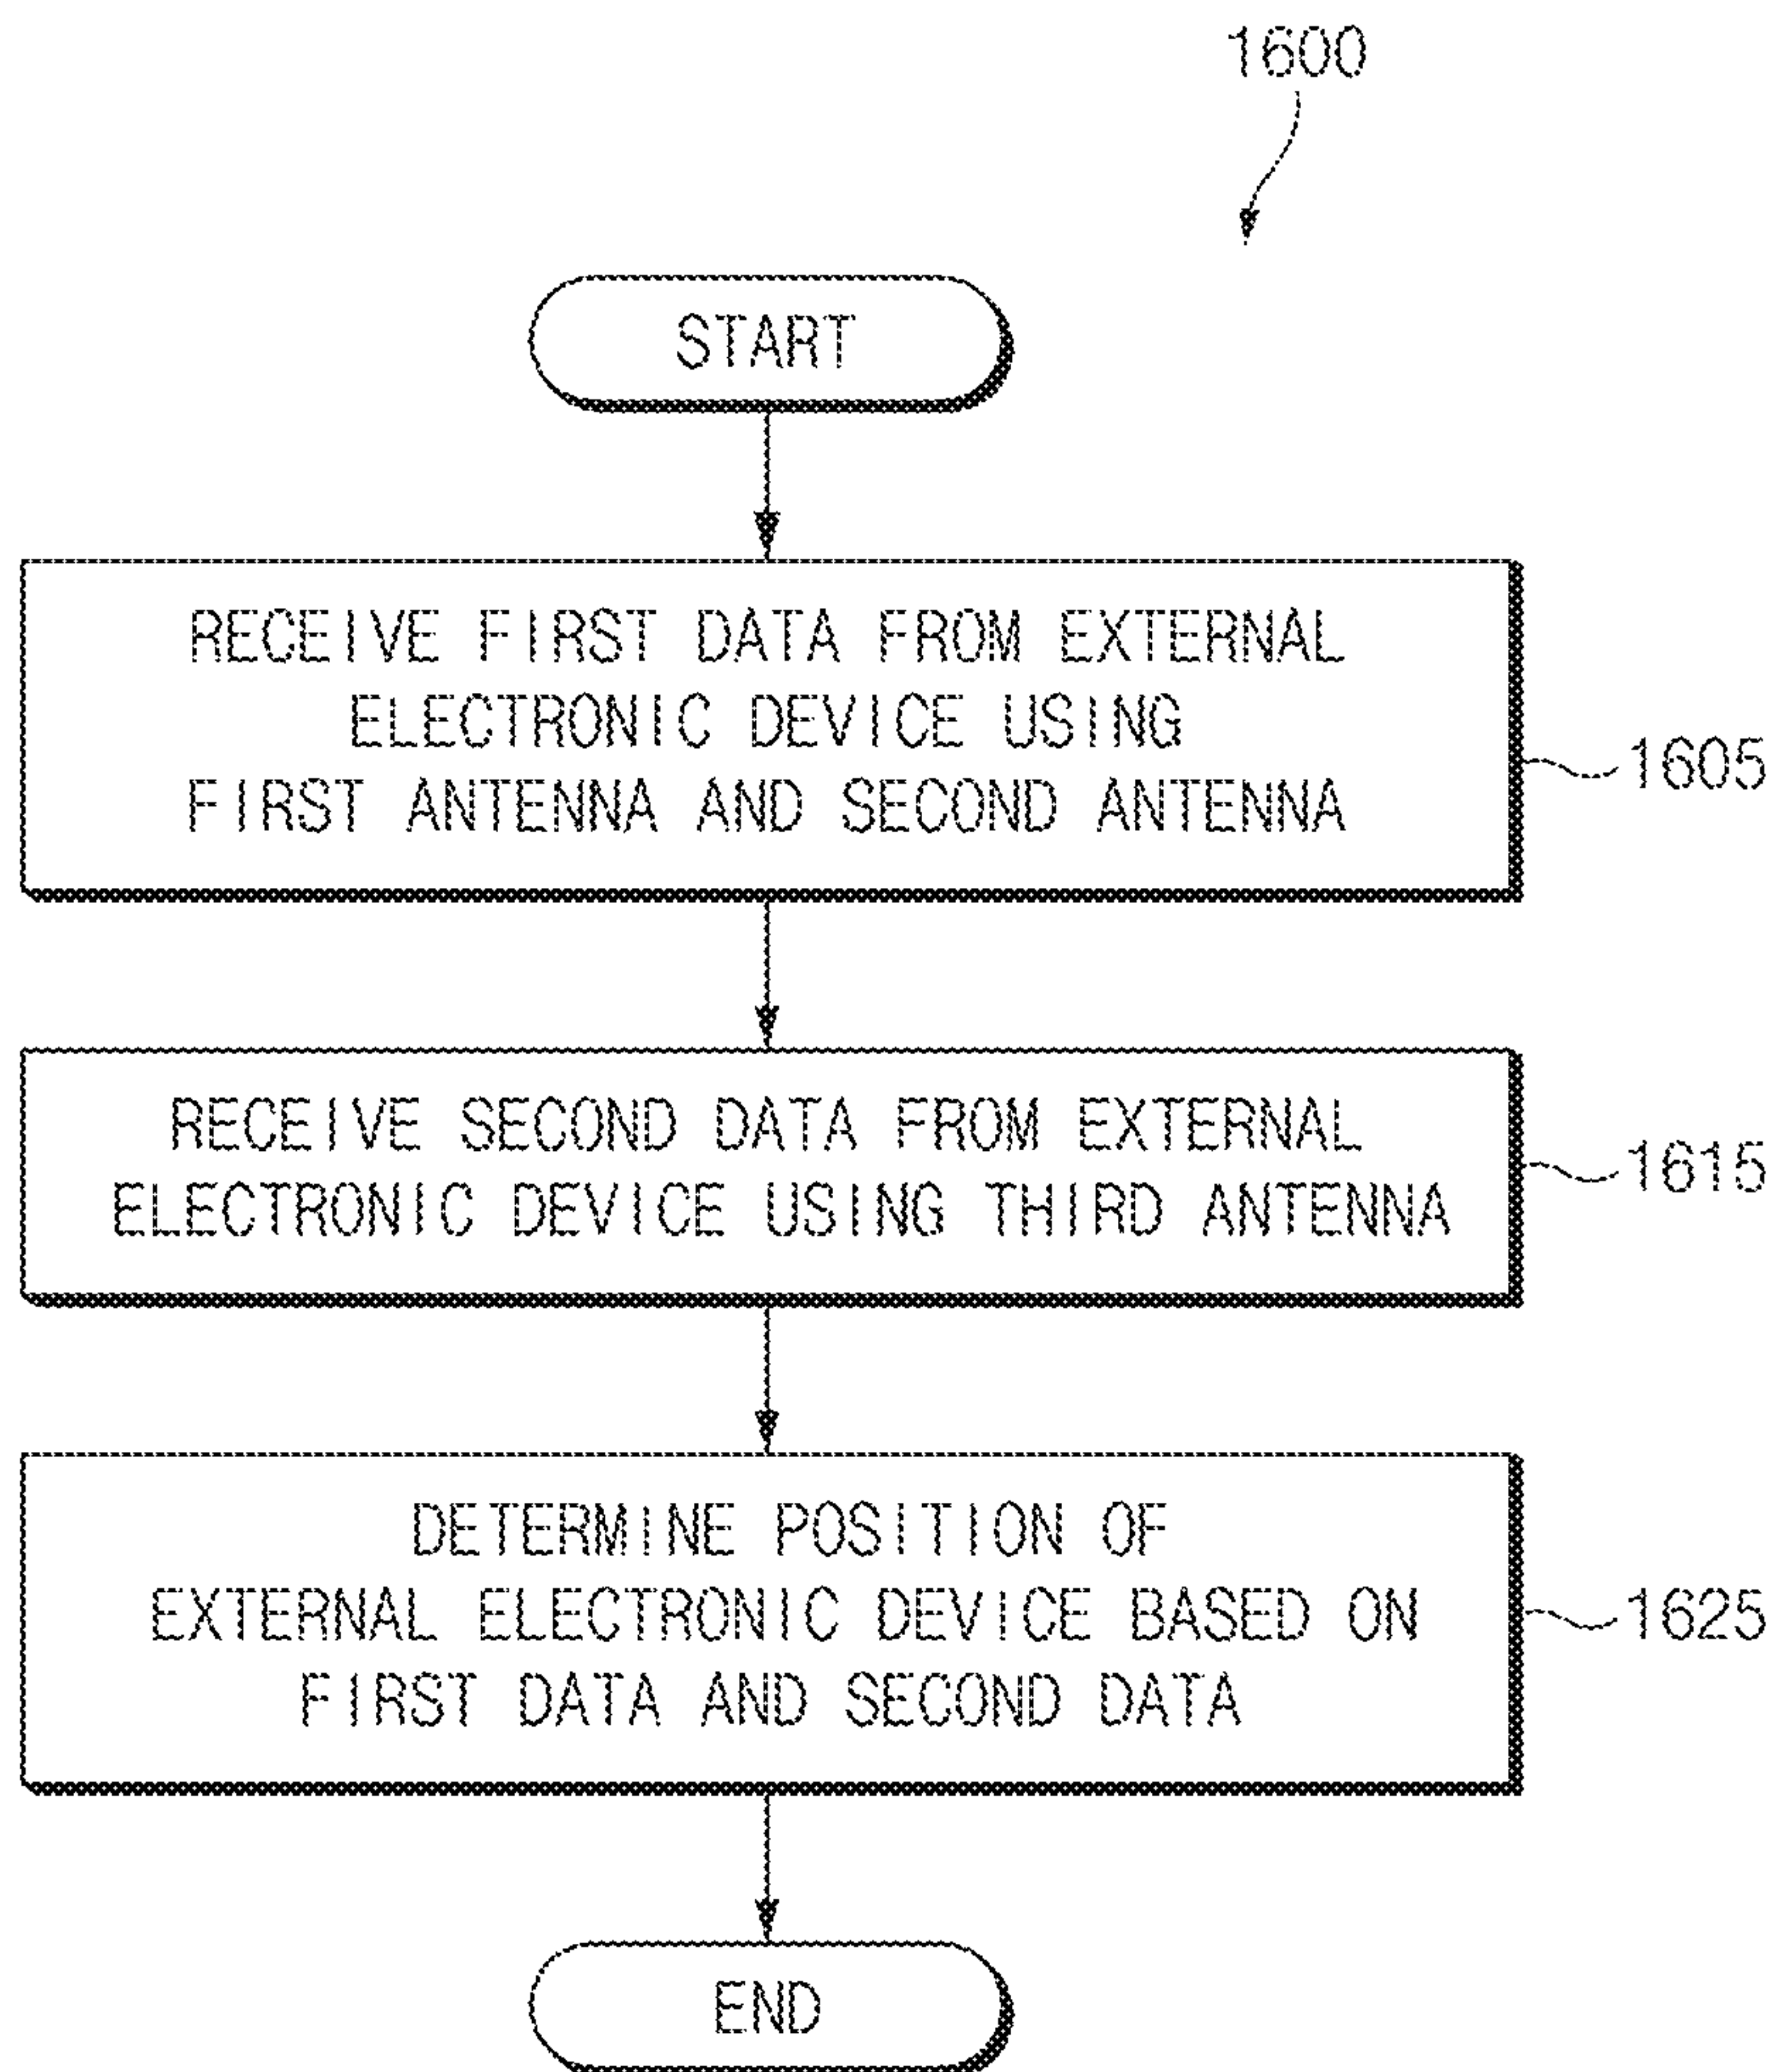 1600
START
RECEIVE FIRST DATA FROM EXTERNAL
ELECTRONIC DEVICE USING
FIRST ANTENNA AND SECOND ANTENNA
1605
RECEIVE SECOND DATA FROM EXTERNAL
ELECTRONIC DEVICE USING THIRD ANTENNA
1615
DETERMINE POSITION OF
EXTERNAL ELECTRONIC DEVICE BASED ON
FIRST DATA AND SECOND DATA
1625
END